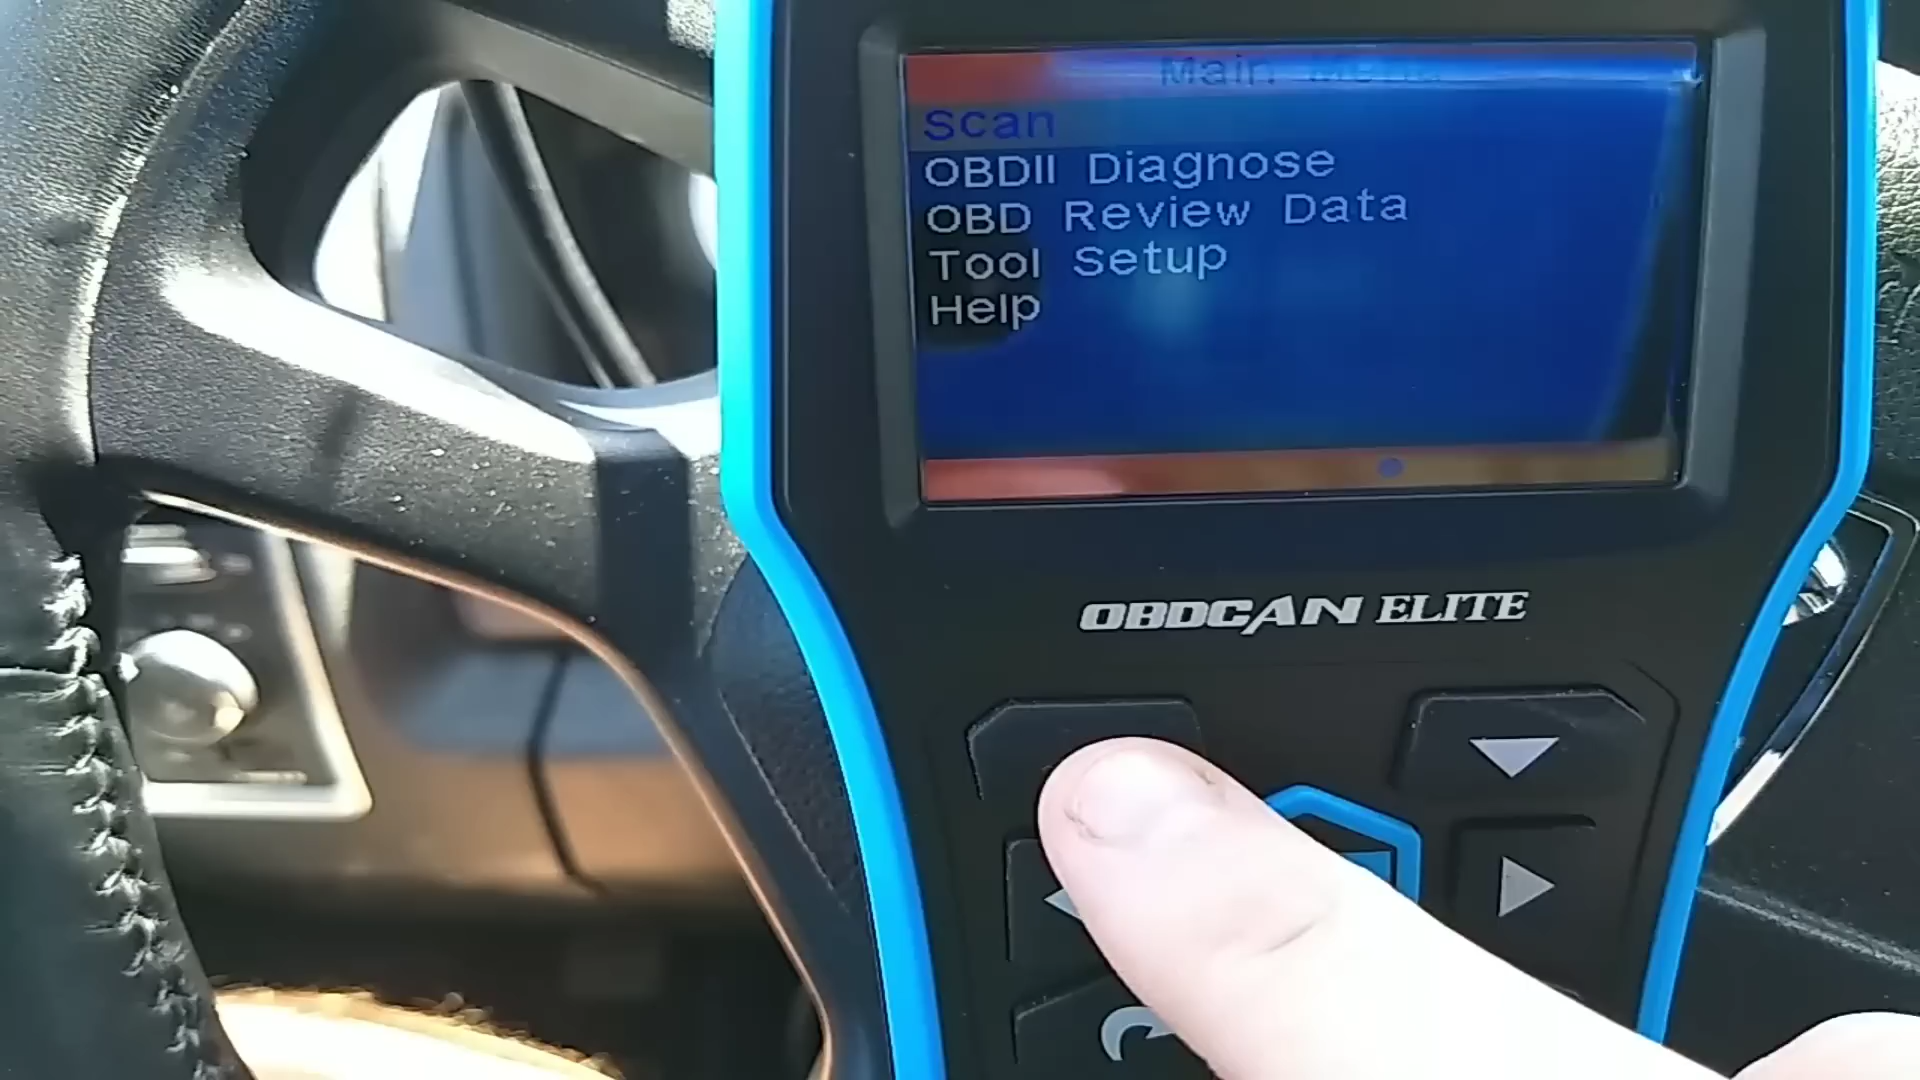 Main Menu
Scan
OBDII Diagnose
OBD Review Data
Tool Setup
Help
OBDCAN ELITE